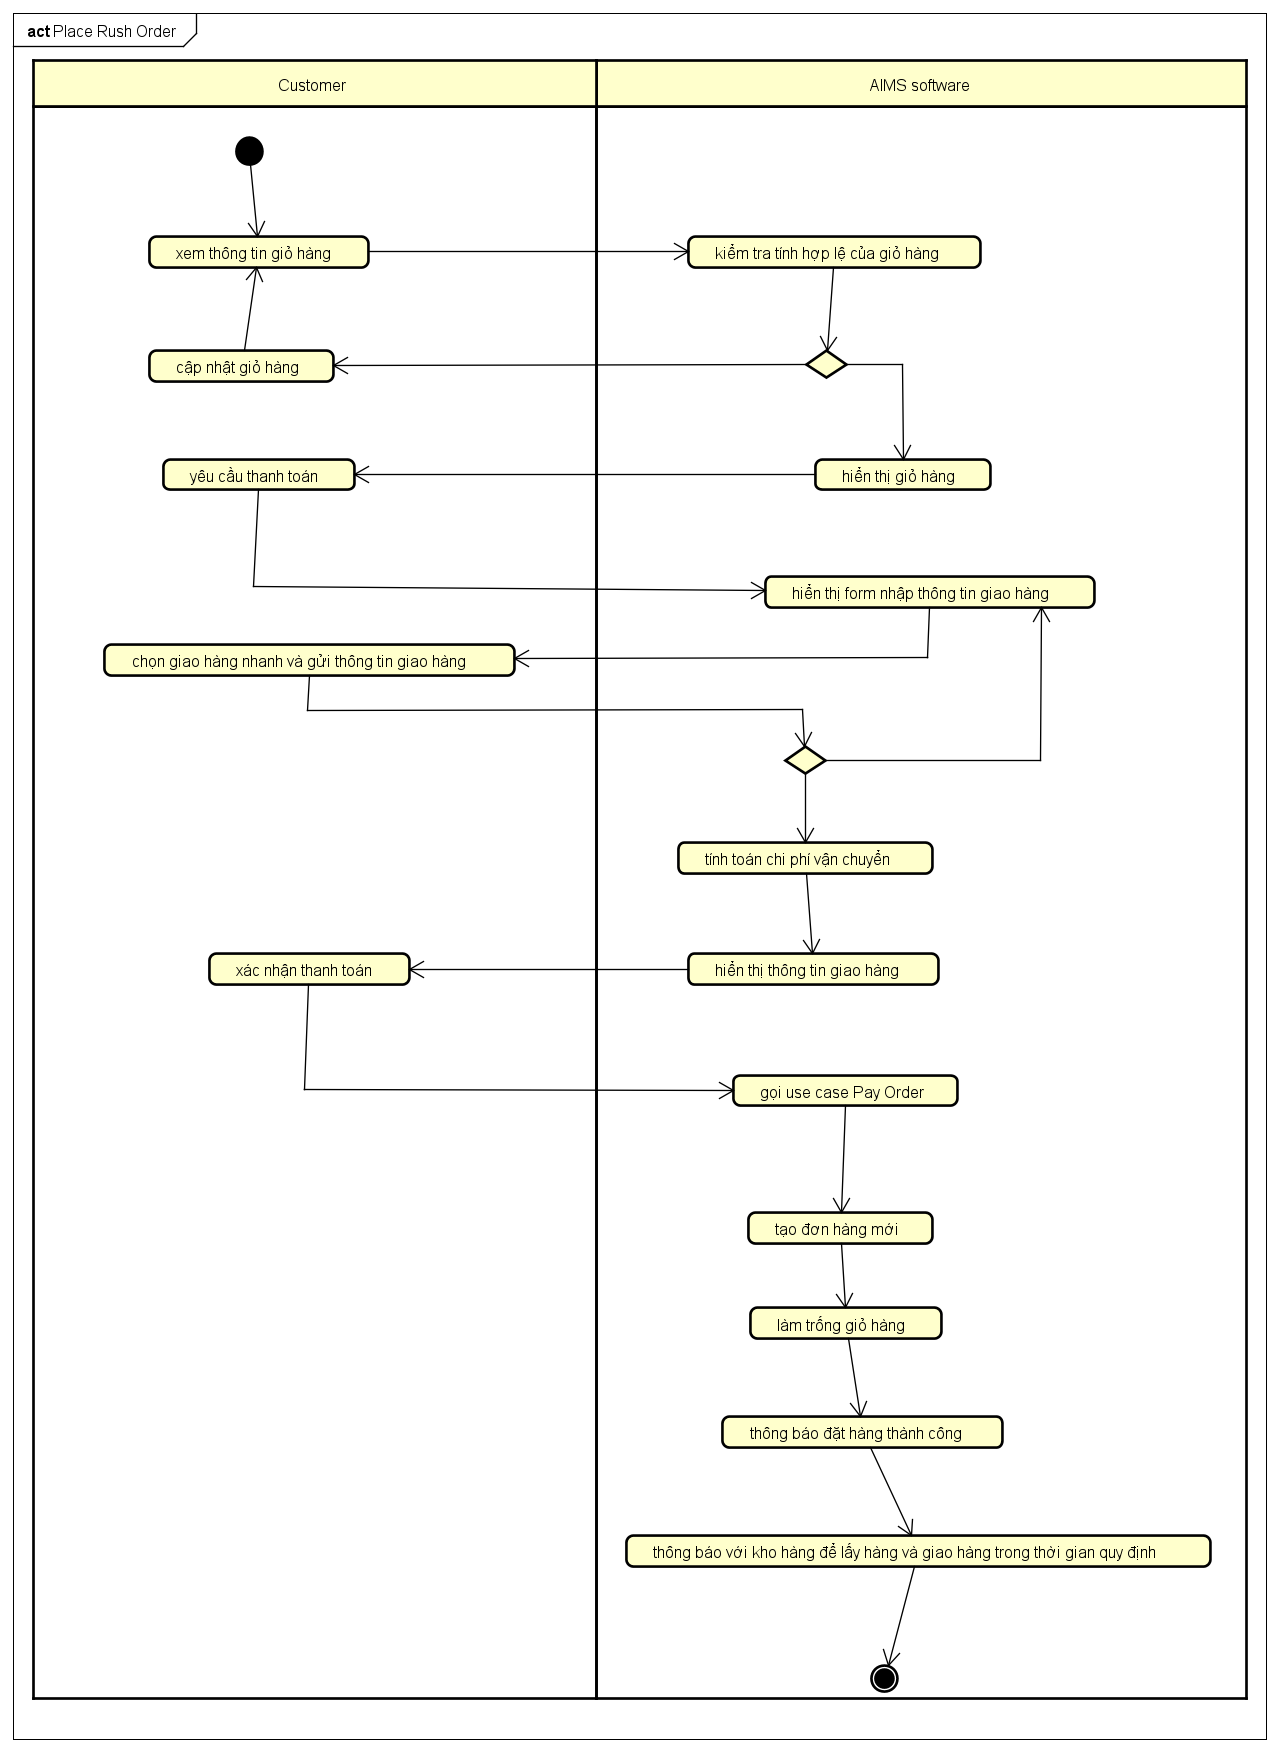 act Place Rush Order
Customer
AIMS software
xem thông tin giỏ hàng
kiểm tra tính hợp lệ của giỏ hàng
cập nhật giỏ hàng
yêu cầu thanh toán
hiển thị giỏ hàng
hiển thị form nhập thông tin giao hàng
chọn giao hàng nhanh và gửi thông tin giao hàng
tính toán chi phí vận chuyển
xác nhận thanh toán
hiển thị thông tin giao hàng
gọi use case Pay Order
tạo đơn hàng mới
làm trống giỏ hàng
thông báo đặt hàng thành công
thông báo với kho hàng để lấy hàng và giao hàng trong thời gian quy định